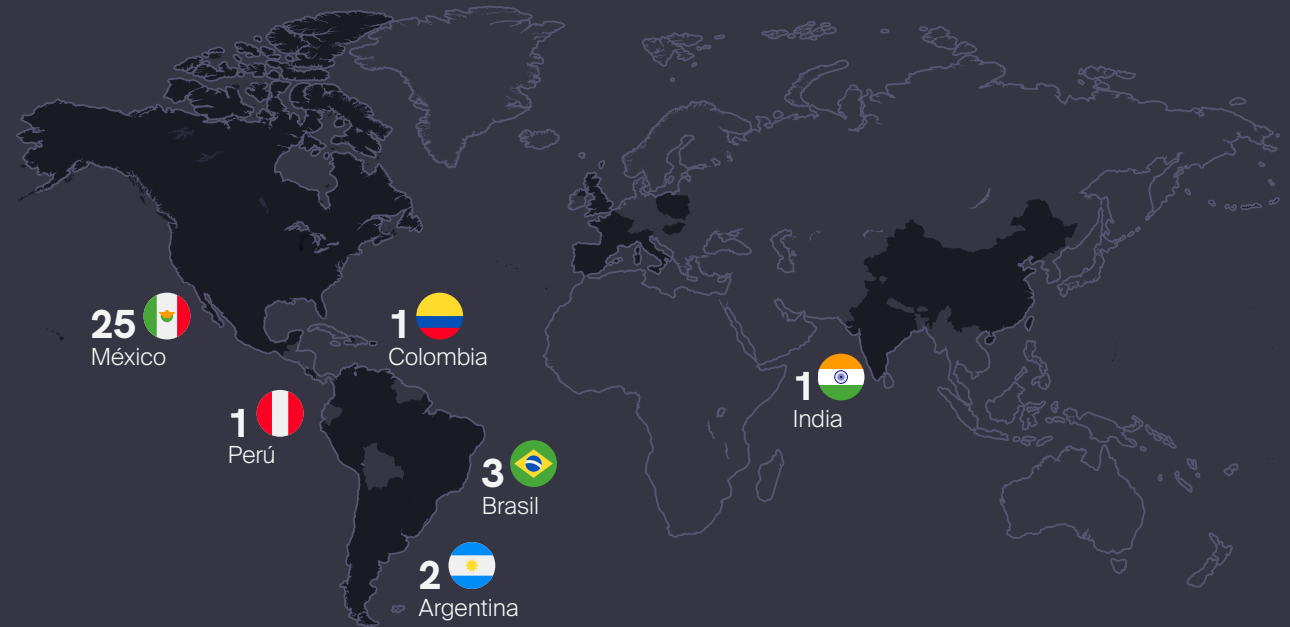 25
México
1
Colombia
1
Perú
1
India
3
Brasil
2
Argentina